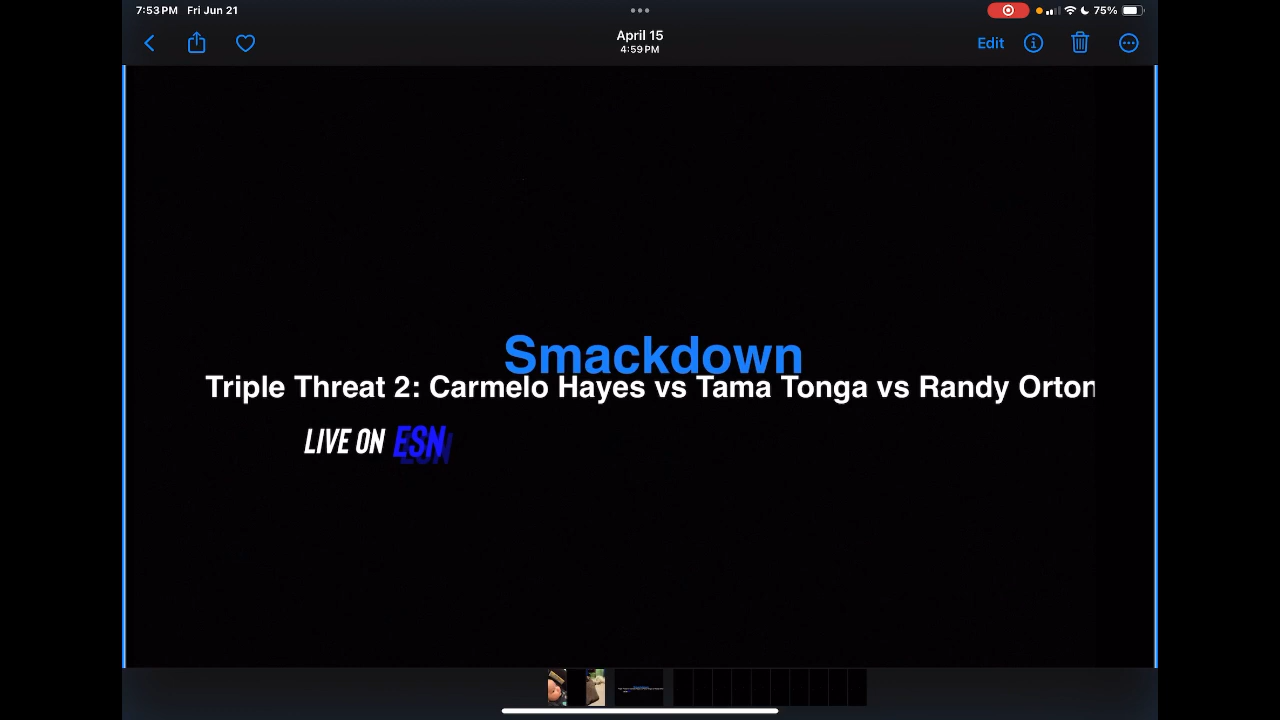 7:53 PM Fri Jun 21
75%
April 15
4:59 PM
Edit
Smackdown
Triple Threat 2: Carmelo Hayes vs Tama Tonga vs Randy Orton
LIVE ON ESN